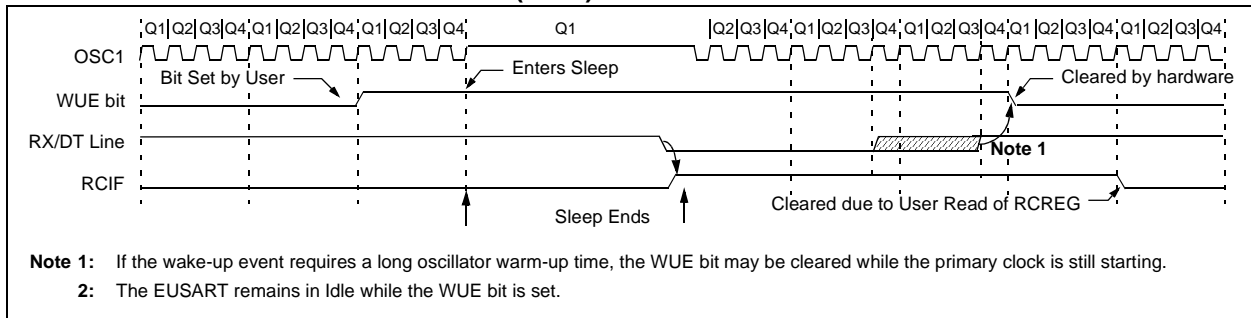 Q1 Q2 Q3 Q4 Q1 Q2 Q3 Q4 Q1 Q2 Q3 Q4 Q1 Q2 Q3 Q4 Q1 Q2 Q3 Q4 Q1 Q2 Q3 Q4 Q1 Q2 Q3 Q4 Q1 Q2 Q3 Q4
OSC1
Bit Set by User
Enters Sleep
Cleared by hardware
WUE bit
RX/DT Line
Note 1
RCIF
Sleep Ends
Cleared due to User Read of RCREG
Note 1: If the wake-up event requires a long oscillator warm-up time, the WUE bit may be cleared while the primary clock is still starting.
2: The EUSART remains in Idle while the WUE bit is set.